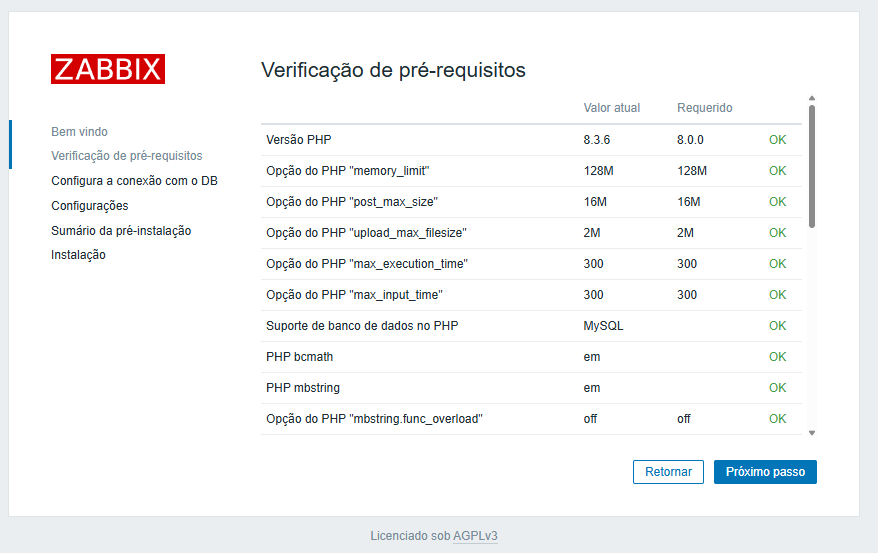 ZABBIX
Verificação de pré-requisitos
Valor atual Requerido
Bem vindo
Verificação de pré-requisitos
Configura a conexão com o DB
Configurações
Sumário da pré-instalação
Instalação
Versão PHP 8.3.6 8.0.0 OK
Opção do PHP "memory_limit" 128M 128M OK
Opção do PHP "post_max_size" 16M 16M OK
Opção do PHP "upload_max_filesize" 2M 2M OK
Opção do PHP "max_execution_time" 300 300 OK
Opção do PHP "max_input_time" 300 300 OK
Suporte de banco de dados no PHP MySQL OK
PHP bcmath em OK
PHP mbstring em OK
Opção do PHP "mbstring.func_overload" off off OK
Retornar Próximo passo
Licenciado sob AGPLv3